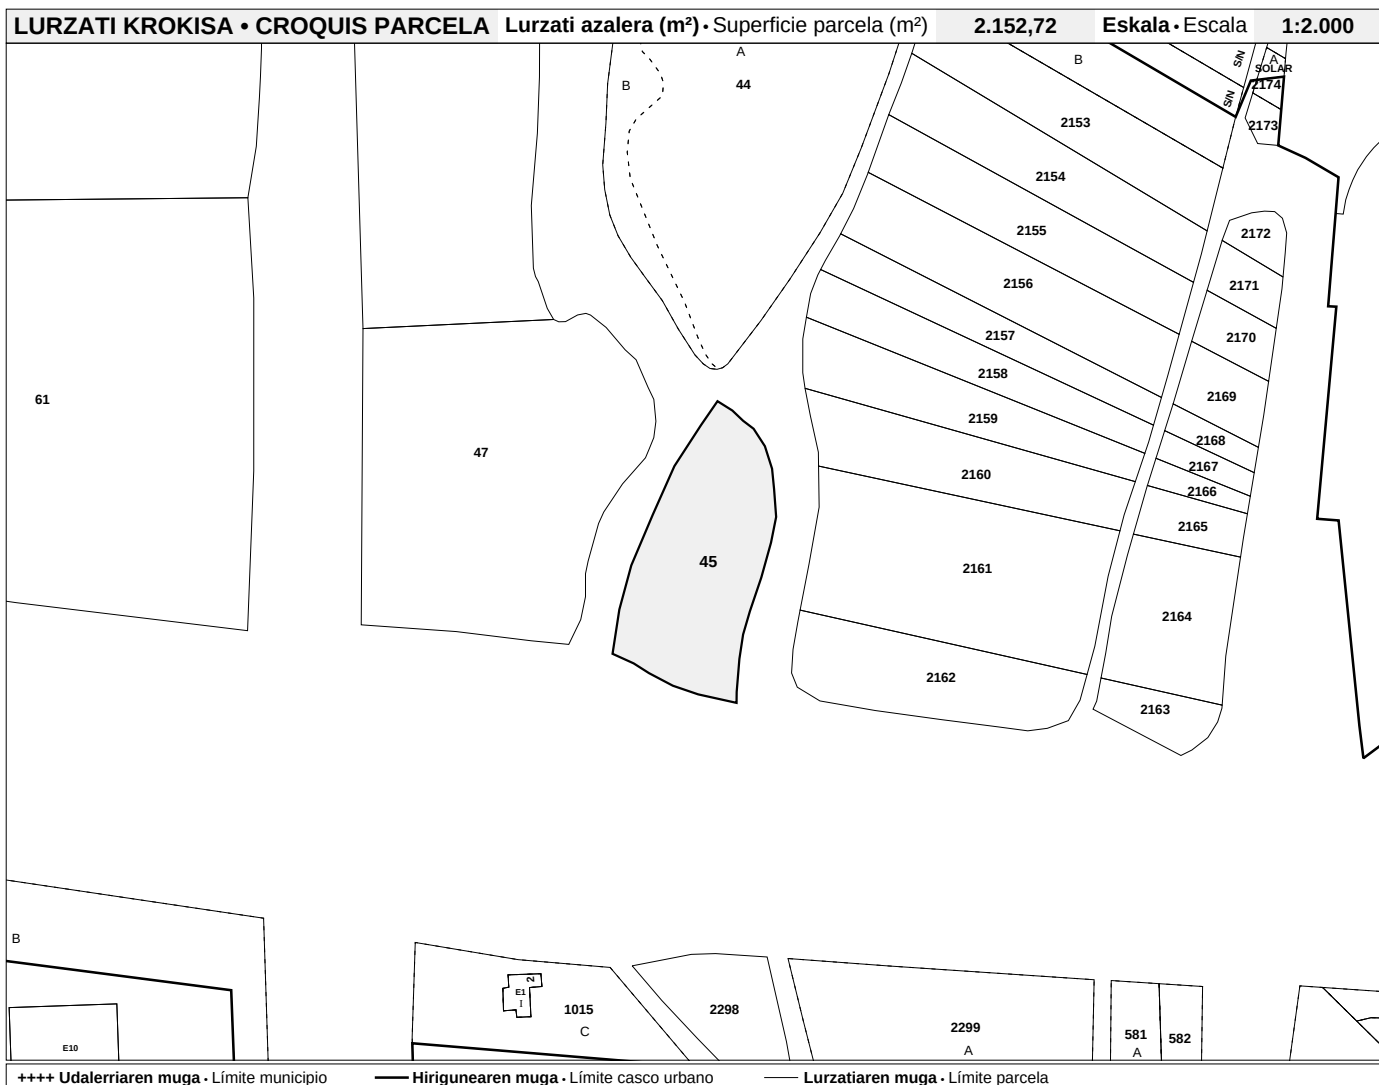 LURZATI KROKISA • CROQUIS PARCELA Lurzati azalera (m²) • Superficie parcela (m²) 2.152,72 Eskala • Escala 1:2.000
A
B
44
B
S/N
S/N
A
SOLAR
2174
2173
2153
2154
2155
2156
2157
2158
2159
2160
2161
2162
2172
2171
2170
2169
2168
2167
2166
2165
2164
2163
61
47
45
B
E10
E1
I
2
1015
C
2298
2299
A
581
A
582
++++ Udalerriaren muga • Límite municipio Hirigunearen muga • Límite casco urbano Lurzatiaren muga • Límite parcela